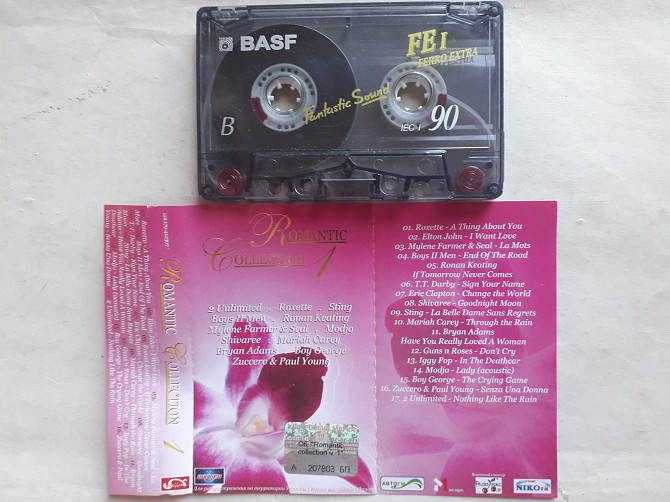 BASF
FE I
FERRO EXTRA
Fantastic Sound
B
IEC I 90
ROMANTIC
COLLECTION 1
2 Unlimited . Roxette . Sting
Boys II Men . Ronan Keating
Mylene Farmer & Seal . Modjo
Shivaree . Mariah Carey
Bryan Adams . Boy George
Zuccero & Paul Young
ОБ. "Romantic
collection ч. 1"
А 207803 БП
ROMANTIC COLLECTION 1
01. Roxette - A Thing About You
02. Elton John - I Want Love
03. Mylene Farmer & Seal - La Mots
04. Boys II Men - End Of The Road
05. Ronan Keating
If Tomorrow Never Comes
06. T.T. Darby - Sign Your Name
07. Eric Clapton - Change the World
08. Shivaree - Goodnight Moon
09. Sting - La Belle Dame Sans Regrets
10. Mariah Carey - Through the Rain
11. Bryan Adams
Have You Really Loved A Woman
12. Guns n Roses - Don't Cry
13. Iggy Pop - In The Deathcar
14. Modjo - Lady (acoustic)
15. Boy George - The Crying Game
16. Zuccero & Paul Young - Senza Una Donna
17. 2 Unlimited - Nothing Like The Rain
NIKO